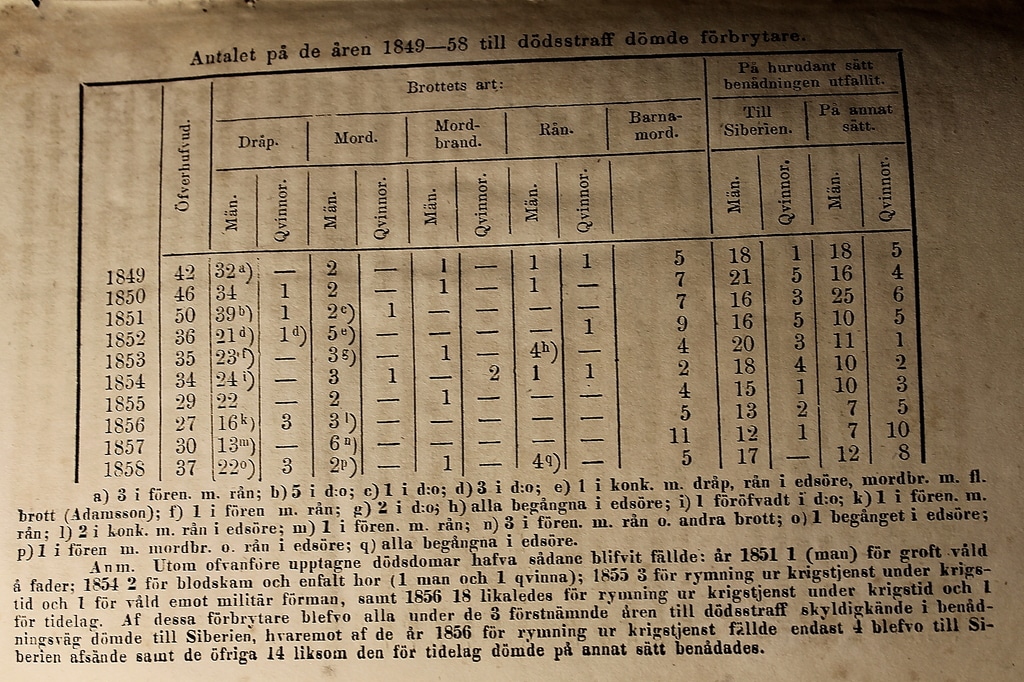 Antalet på de åren 1849—58 till dödsstraff dömde förbrytare.
Öfverhufvud. Brottets art: På hurudant sätt benådningen utfallit.
Dråp. Mord. Mord-brand. Rån. Barna-mord. Till Siberien. På annat sätt.
Män. Qvinnor. Män. Qvinnor. Män. Qvinnor. Män. Qvinnor. Män. Qvinnor. Män. Qvinnor.
1849 42 32a) — 2 — 1 — 1 1 5 18 1 18 5
1850 46 34 1 2 — 1 — 1 — 7 21 5 16 4
1851 50 39b) 1 2c) 1 — — — — 7 16 3 25 6
1852 36 21d) 1d) 5e) — — — — 1 9 16 5 10 5
1853 35 23f) — 3g) — 1 — 4h) — 4 20 3 11 1
1854 34 24i) — 3 1 — 2 1 1 2 18 4 10 2
1855 29 22 — 2 — 1 — — — 4 15 1 10 3
1856 27 16k) 3 3l) — — — — — 5 13 2 7 5
1857 30 13m) — 6n) — — — — — 11 12 1 7 10
1858 37 22o) 3 2p) — 1 — 4q) — 5 17 — 12 8
a) 3 i fören. m. rån; b) 5 i d:o; c) 1 i d:o; d) 3 i d:o; e) 1 i konk. m. dråp, rån i edsöre, mordbr. m. fl.
brott (Adamsson); f) 1 i fören m. rån; g) 2 i d:o; h) alla begångna i edsöre; i) 1 föröfvadt i d:o; k) 1 i fören. m.
rån; l) 2 i konk. m. rån i edsöre; m) 1 i fören. m. rån; n) 3 i fören. m. rån o. andra brott; o) 1 begånget i edsöre;
p) 1 i fören m. mordbr. o. rån i edsöre; q) alla begångna i edsöre.
Anm. Utom ofvanföre upptagne dödsdomar hafva sådane blifvit fällde: år 1851 1 (man) för groft våld
å fader; 1854 2 för blodskam och enfalt hor (1 man och 1 qvinna); 1855 3 för rymning ur krigstjenst under krigs-
tid och 1 för våld emot militär förman, samt 1856 18 likaledes för rymning ur krigstjenst under krigstid och 1
för tidelag. Af dessa förbrytare blefvo alla under de 3 förstnämnde åren till dödsstraff skyldigkände i benåd-
ningsväg dömde till Siberien, hvaremot af de år 1856 för rymning ur krigstjenst fällde endast 4 blefvo till Si-
berien afsände samt de öfriga 14 liksom den för tidelag dömde på annat sätt benådades.